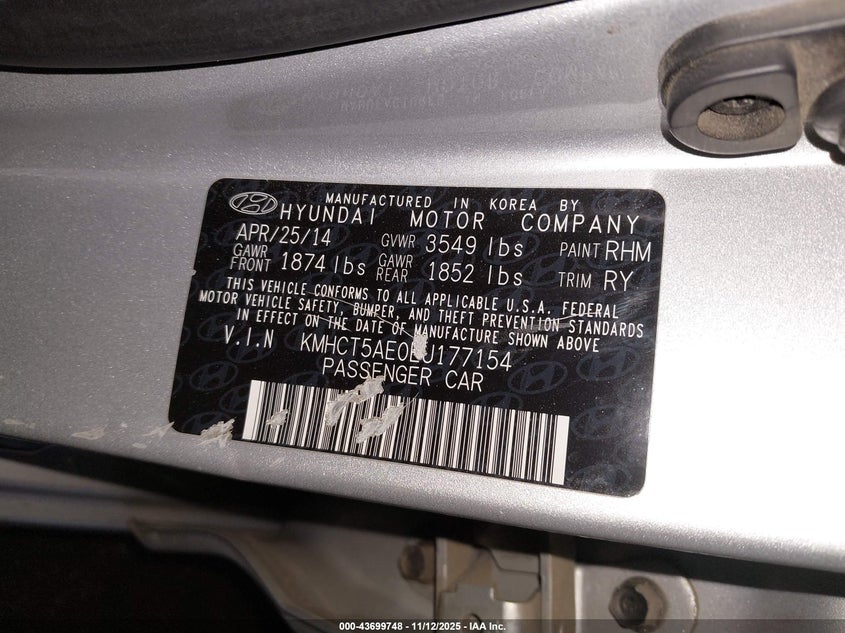 MANUFACTURED IN KOREA BY
HYUNDAI MOTOR COMPANY
APR/25/14 GVWR 3549 lbs PAINT RHM
GAWR FRONT 1874 lbs GAWR REAR 1852 lbs TRIM RY
THIS VEHICLE CONFORMS TO ALL APPLICABLE U.S.A. FEDERAL
MOTOR VEHICLE SAFETY, BUMPER, AND THEFT PREVENTION STANDARDS
IN EFFECT ON THE DATE OF MANUFACTURE SHOWN ABOVE
V.I.N KMHCT5AE0EU177154
PASSENGER CAR
000-43699748 - 11/12/2025 - IAA Inc.